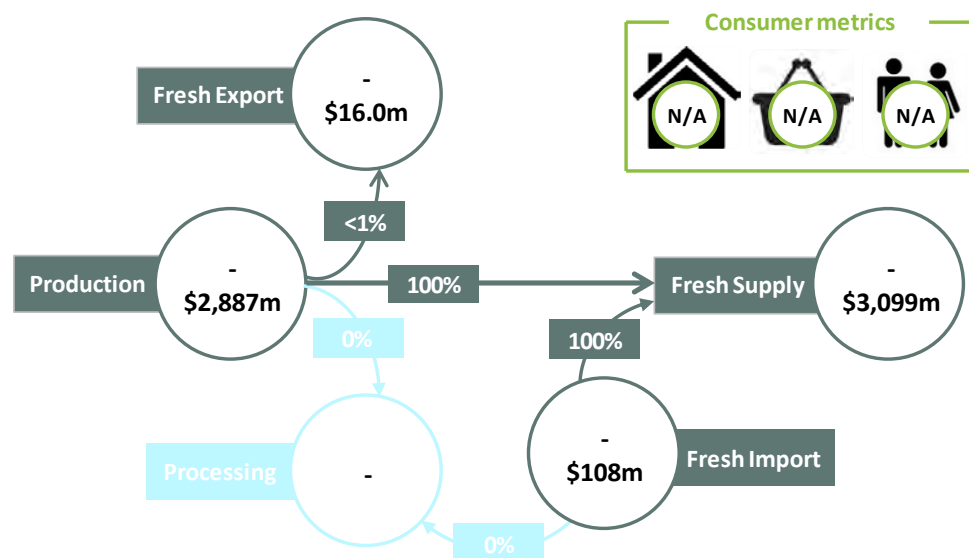 Consumer metrics
N/A
N/A
N/A
Fresh Export
-
$16.0m
<1%
Production
-
$2,887m
100%
Fresh Supply
-
$3,099m
0%
100%
Processing
-
-
$108m
Fresh Import
0%